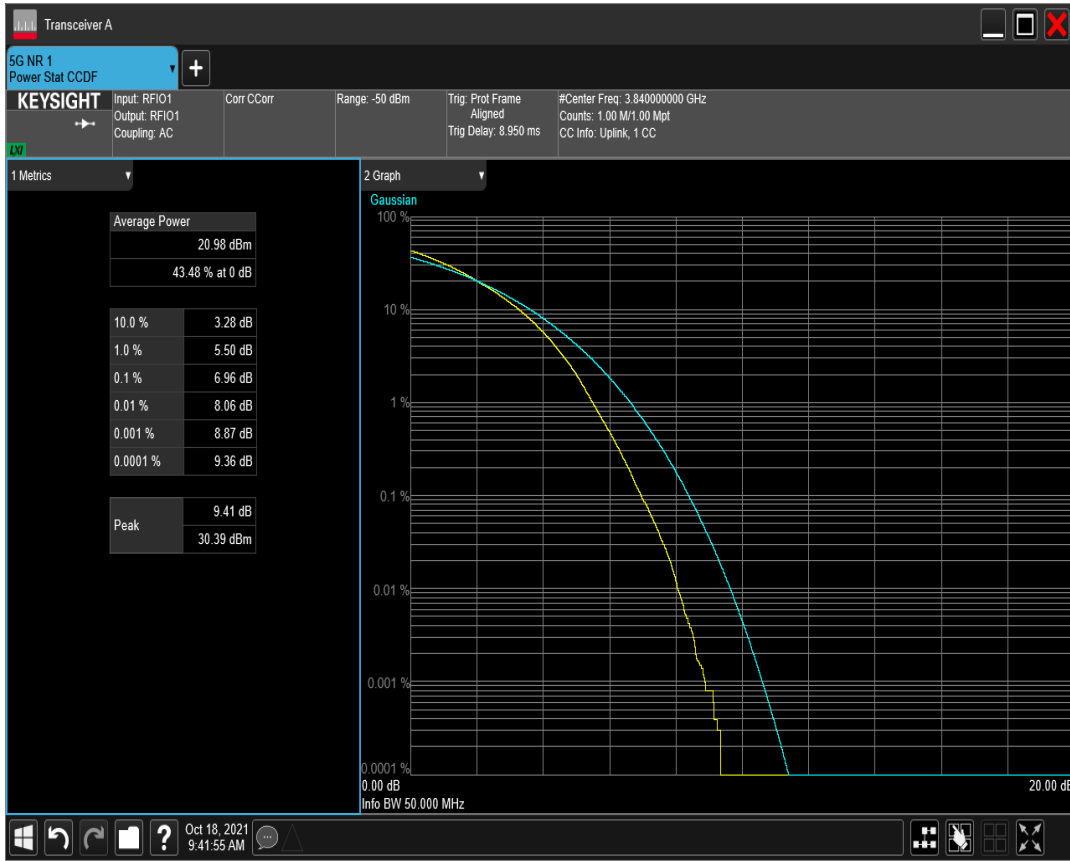 Transceiver A
5G NR 1
Power Stat CCDF
KEYSIGHT
LXI
Input: RFIO1
Output: RFIO1
Coupling: AC
Corr CCorr
Range: -50 dBm
Trig: Prot Frame
Aligned
Trig Delay: 8.950 ms
#Center Freq: 3.840000000 GHz
Counts: 1.00 M/1.00 Mpt
CC Info: Uplink, 1 CC
1 Metrics
Average Power
20.98 dBm
43.48 % at 0 dB
10.0 % 3.28 dB
1.0 % 5.50 dB
0.1 % 6.96 dB
0.01 % 8.06 dB
0.001 % 8.87 dB
0.0001 % 9.36 dB
Peak
9.41 dB
30.39 dBm
2 Graph
Gaussian
100 %
10 %
1 %
0.1 %
0.01 %
0.001 %
0.0001 %
0.00 dB 20.00 dB
Info BW 50.000 MHz
?
Oct 18, 2021
9:41:55 AM